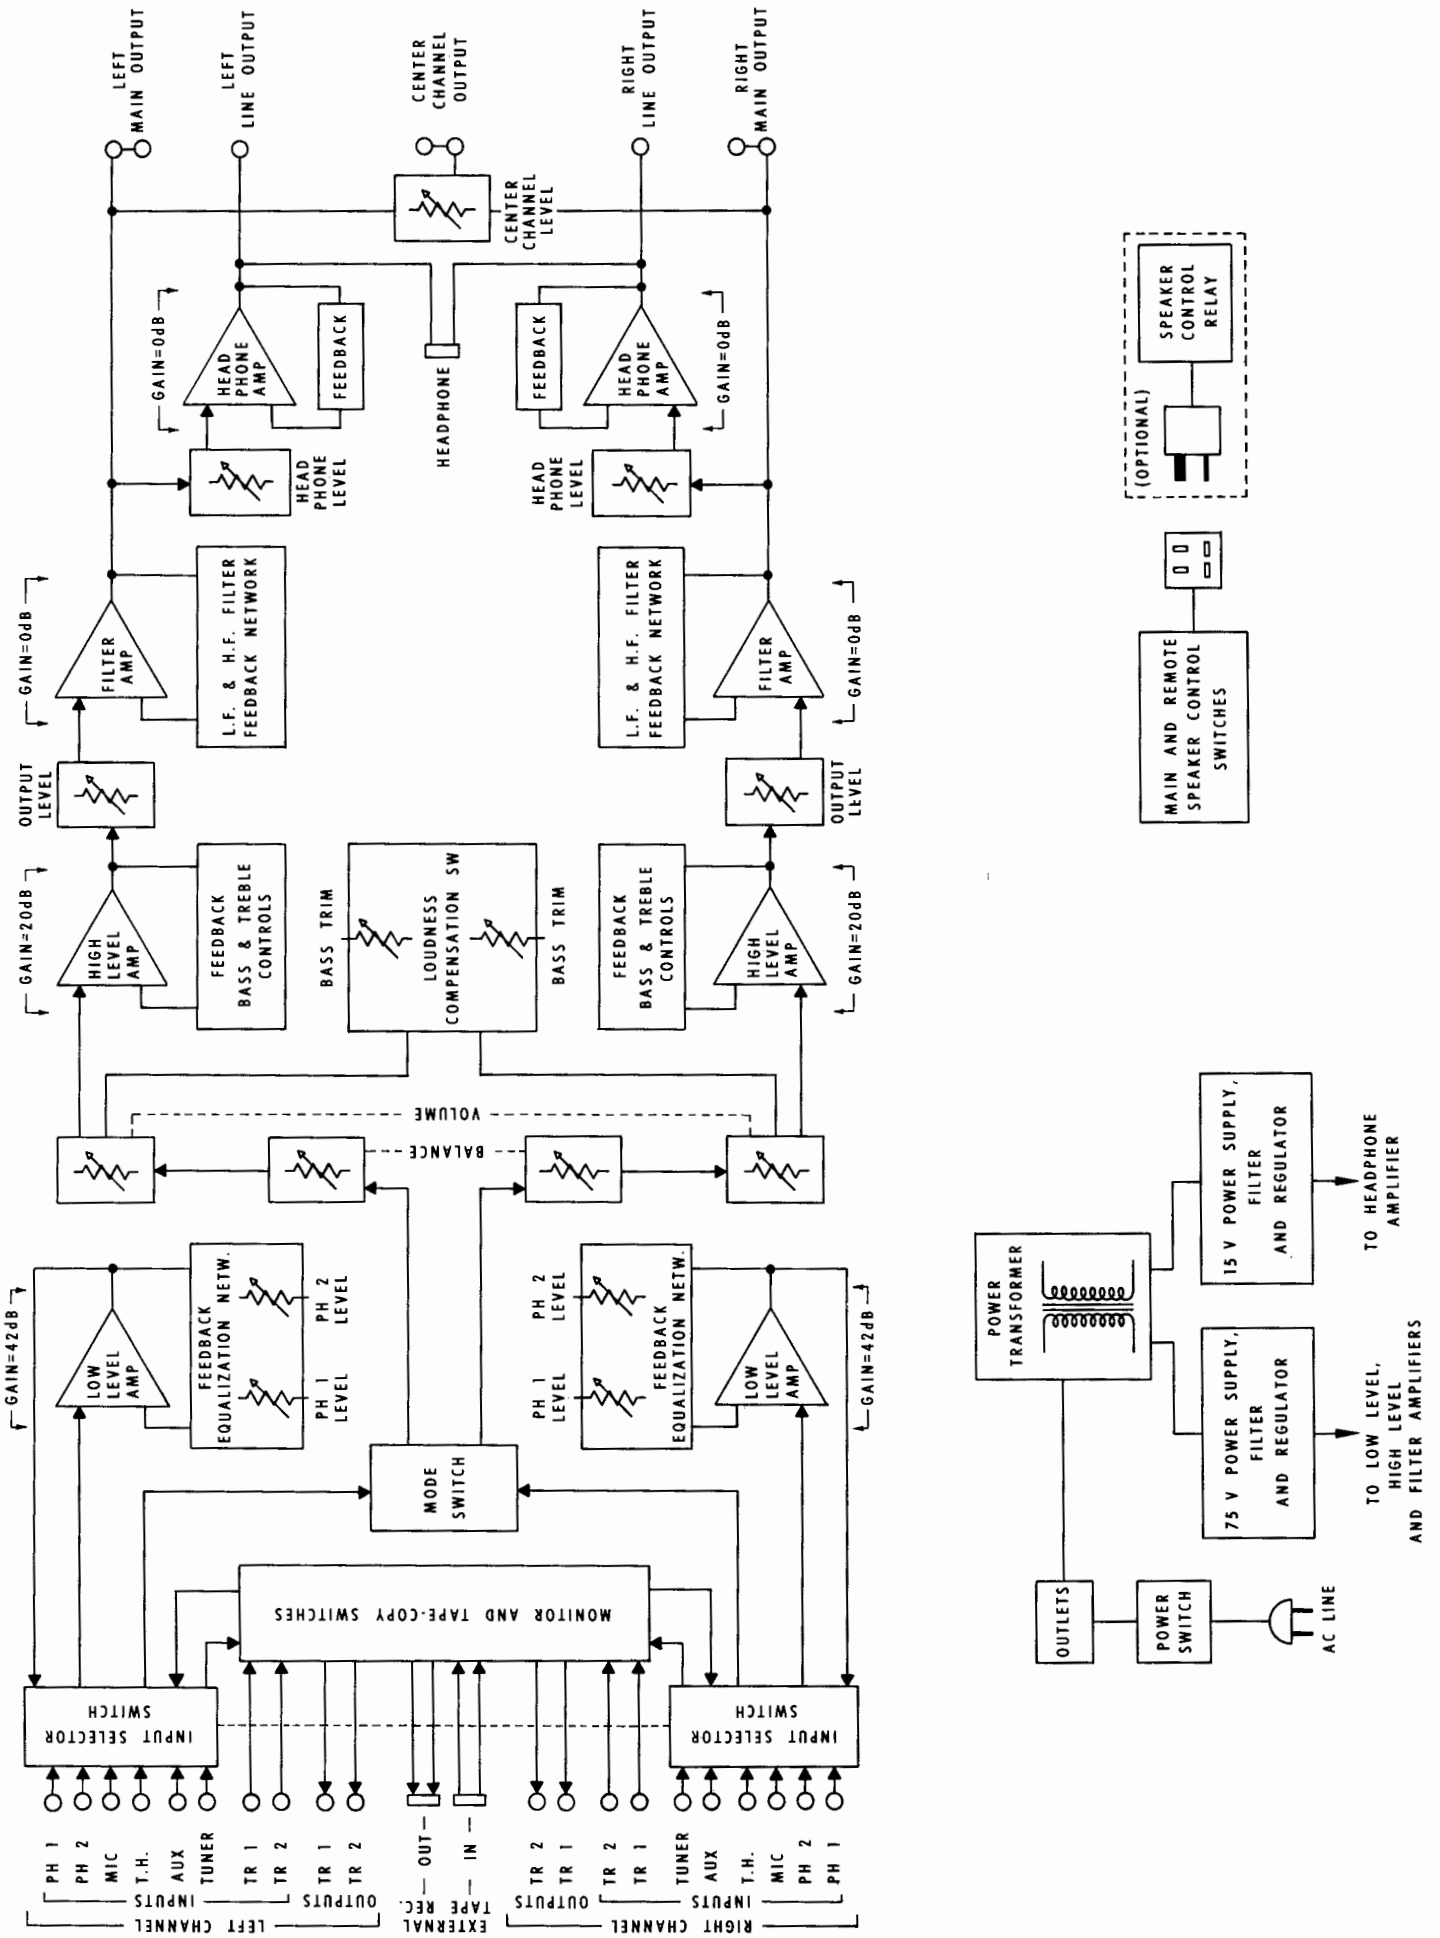 LEFT CHANNEL
INPUTS
PH 1
PH 2
MIC
T.H.
AUX
TUNER
TR 1
TR 2
OUTPUTS
TR 1
TR 2
EXTERNAL
TAPE REC.
OUT
IN
RIGHT CHANNEL
OUTPUTS
TR 2
TR 1
INPUTS
TR 2
TR 1
TUNER
AUX
T.H.
MIC
PH 2
PH 1
INPUT SELECTOR
SWITCH
MONITOR AND TAPE-COPY SWITCHES
INPUT SELECTOR
SWITCH
MODE
SWITCH
GAIN=42dB
LOW
LEVEL
AMP
FEEDBACK
EQUALIZATION NETW.
PH 1
LEVEL
PH 2
LEVEL
PH 1
LEVEL
PH 2
LEVEL
FEEDBACK
EQUALIZATION NETW.
LOW
LEVEL
AMP
GAIN=42dB
BALANCE
VOLUME
GAIN=20dB
HIGH
LEVEL
AMP
FEEDBACK
BASS & TREBLE
CONTROLS
BASS TRIM
LOUDNESS
COMPENSATION SW
BASS TRIM
FEEDBACK
BASS & TREBLE
CONTROLS
HIGH
LEVEL
AMP
GAIN=20dB
OUTPUT
LEVEL
OUTPUT
LEVEL
GAIN=0dB
FILTER
AMP
L.F. & H.F. FILTER
FEEDBACK NETWORK
L.F. & H.F. FILTER
FEEDBACK NETWORK
FILTER
AMP
GAIN=0dB
HEAD
PHONE
LEVEL
HEAD
PHONE
LEVEL
GAIN=0dB
HEAD
PHONE
AMP
FEEDBACK
HEADPHONE
FEEDBACK
HEAD
PHONE
AMP
GAIN=0dB
CENTER
CHANNEL
LEVEL
LEFT
MAIN OUTPUT
LEFT
LINE OUTPUT
CENTER
CHANNEL
OUTPUT
RIGHT
LINE OUTPUT
RIGHT
MAIN OUTPUT
OUTLETS
POWER
SWITCH
AC LINE
POWER
TRANSFORMER
75 V POWER SUPPLY,
FILTER
AND REGULATOR
TO LOW LEVEL,
HIGH LEVEL
AND FILTER AMPLIFIERS
15 V POWER SUPPLY,
FILTER
AND REGULATOR
TO HEADPHONE
AMPLIFIER
MAIN AND REMOTE
SPEAKER CONTROL
SWITCHES
(OPTIONAL)
SPEAKER
CONTROL
RELAY